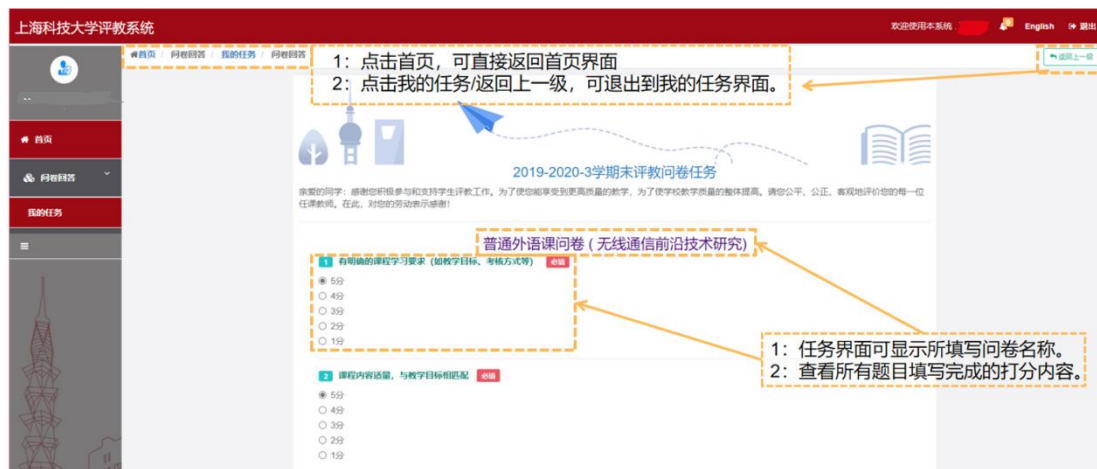 上海科技大学评教系统
欢迎使用本系统，
English
退出
首页 / 问卷回答 / 我的任务 / 问卷回答
返回上一级
1：点击首页，可直接返回首页界面
2：点击我的任务/返回上一级，可退出到我的任务界面。
首页
问卷回答
我的任务
2019-2020-3学期末评教问卷任务
亲爱的同学：感谢您积极参与和支持学生评教工作。为了使您能享受到更高质量的教学，为了使学校教学质量的整体提高。请您公平、公正、客观地评价您的每一位
任课教师。在此，对您的劳动表示感谢！
普通外语课问卷 ( 无线通信前沿技术研究)
1 有明确的课程学习要求（如教学目标、考核方式等） 必填
5分
4分
3分
2分
1分
1：任务界面可显示所填写问卷名称。
2：查看所有题目填写完成的打分内容。
2 课程内容适量，与教学目标相匹配 必填
5分
4分
3分
2分
1分